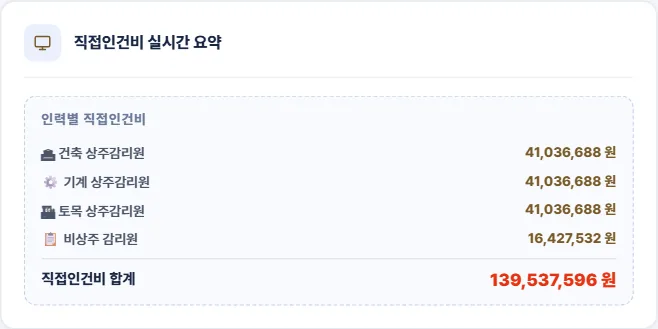 직접인건비 실시간 요약
인력별 직접인건비
건축 상주감리원 41,036,688 원
기계 상주감리원 41,036,688 원
토목 상주감리원 41,036,688 원
비상주 감리원 16,427,532 원
직접인건비 합계 139,537,596 원